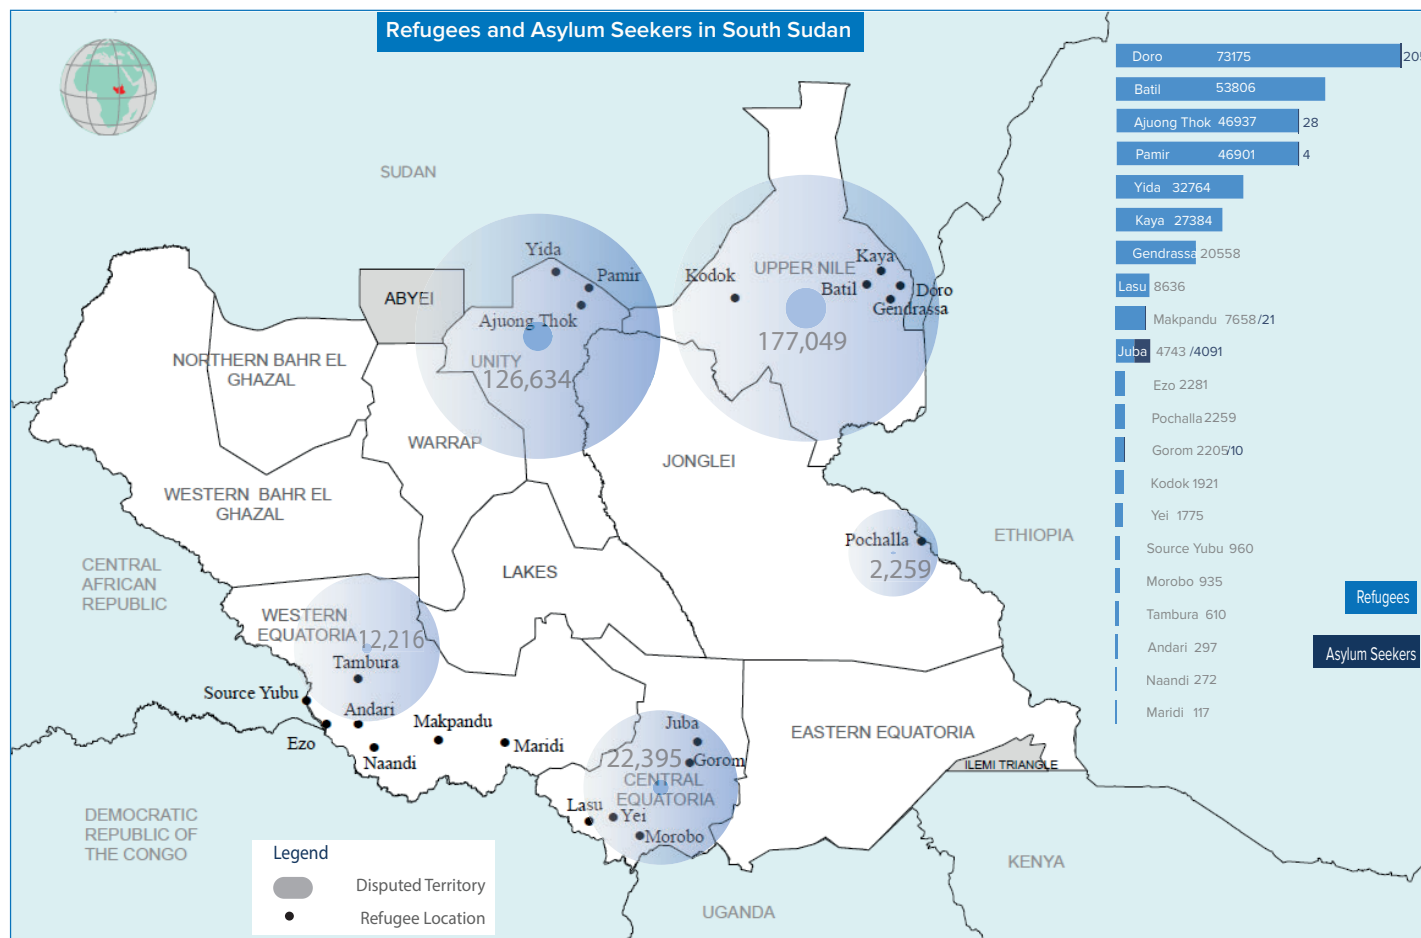 Refugees and Asylum Seekers in South Sudan
SUDAN
ABYEI
Yida
Pamir
Ajuong Thok
UNITY
126,634
Kodok
UPPER NILE
Kaya
Batil
Doro
Gendrassa
177,049
NORTHERN BAHR EL
GHAZAL
WARRAP
JONGLEI
WESTERN BAHR EL
GHAZAL
CENTRAL
AFRICAN
REPUBLIC
LAKES
ETHIOPIA
Pochalla
2,259
WESTERN
EQUATORIA
12,216
Tambura
Source Yubu
Andari
Ezo
Naandi
Makpandu
Maridi
Juba
22,395
Gorom
CENTRAL
EQUATORIA
Lasu
Yei
Morobo
EASTERN EQUATORIA
ILEMI TRIANGLE
DEMOCRATIC
REPUBLIC OF
THE CONGO
KENYA
UGANDA
Legend
Disputed Territory
Refugee Location
Doro 73175
Batil 53806
Ajuong Thok 46937 28
Pamir 46901 4
Yida 32764
Kaya 27384
Gendrassa 20558
Lasu 8636
Makpandu 7658/21
Juba 4743 /4091
Ezo 2281
Pochalla 2259
Gorom 2205/10
Kodok 1921
Yei 1775
Source Yubu 960
Morobo 935
Tambura 610
Andari 297
Naandi 272
Maridi 117
Refugees
Asylum Seekers